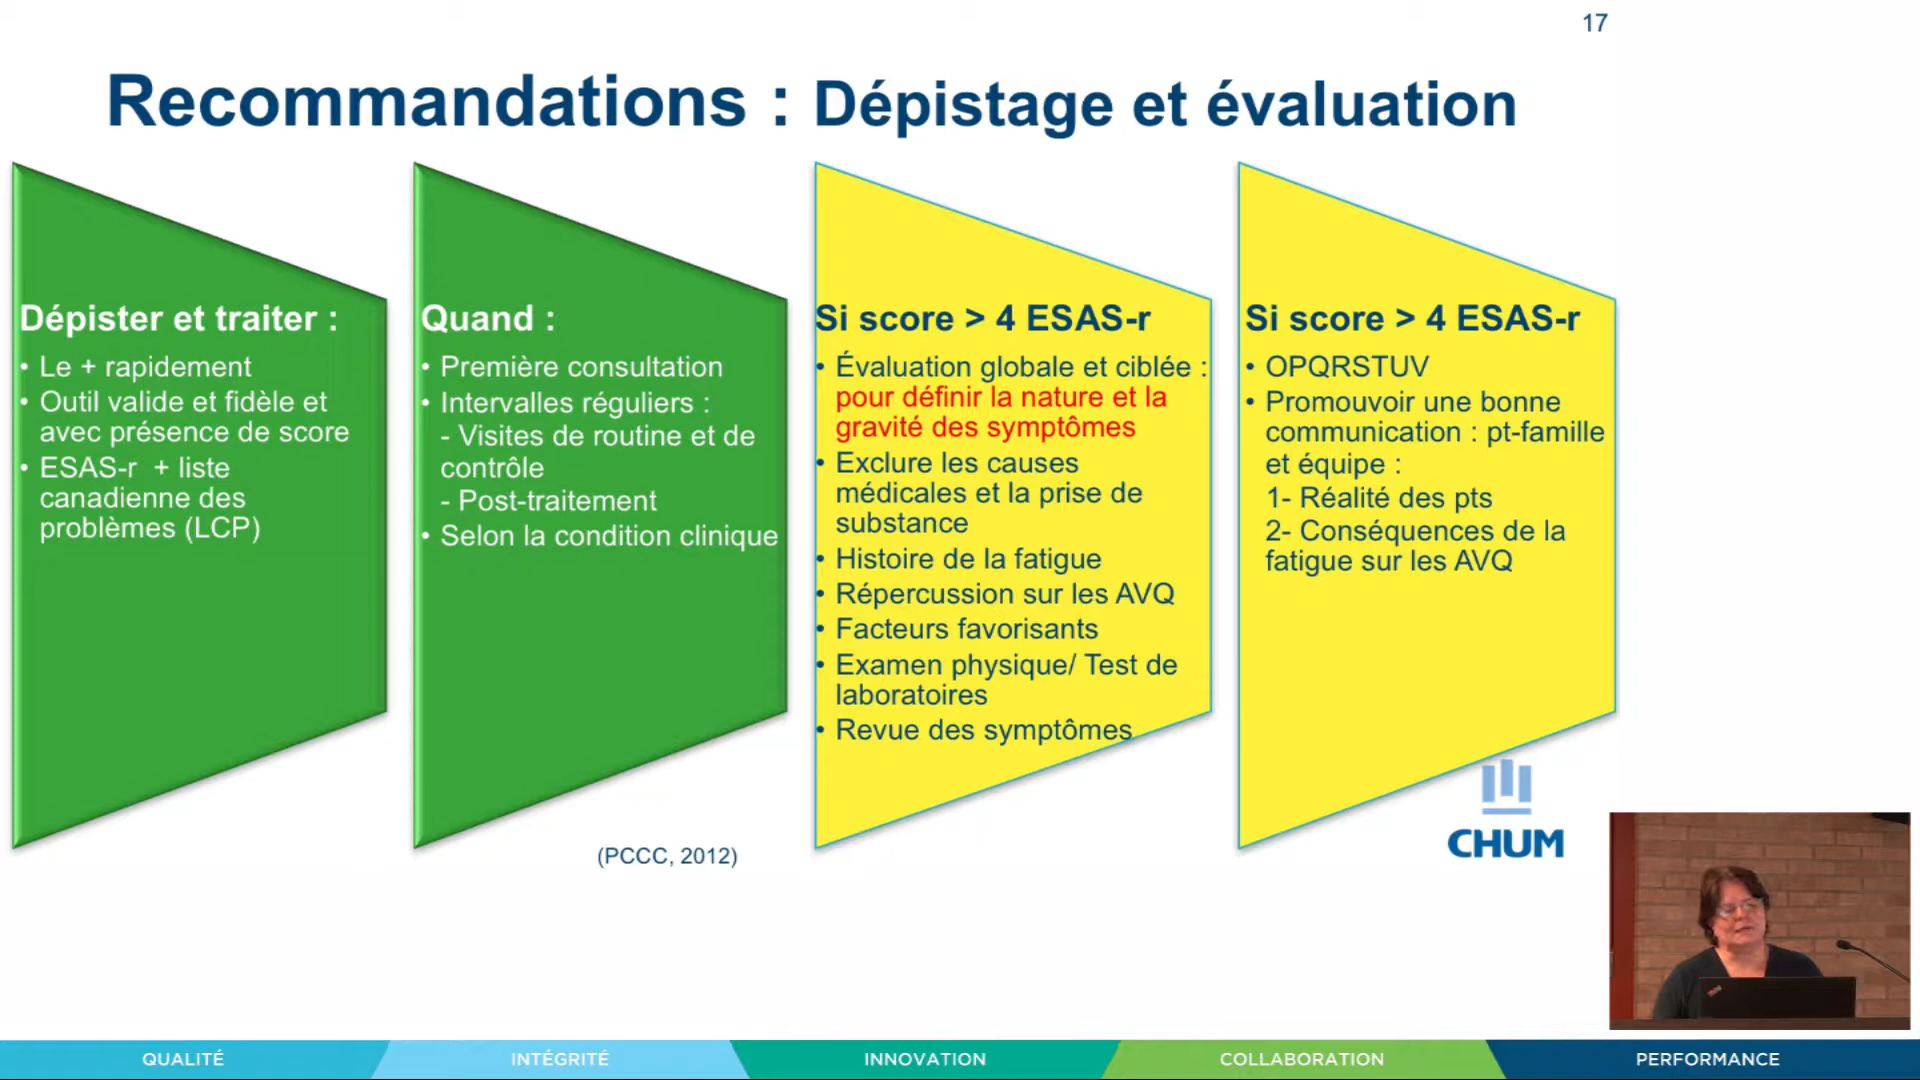 17
Recommandations : Dépistage et évaluation
Dépister et traiter :
• Le + rapidement
• Outil valide et fidèle et
avec présence de score
• ESAS-r + liste
canadienne des
problèmes (LCP)
Quand :
• Première consultation
• Intervalles réguliers :
- Visites de routine et de
contrôle
- Post-traitement
• Selon la condition clinique
Si score > 4 ESAS-r
• Évaluation globale et ciblée :
pour définir la nature et la
gravité des symptômes
• Exclure les causes
médicales et la prise de
substance
• Histoire de la fatigue
• Répercussion sur les AVQ
• Facteurs favorisants
• Examen physique/ Test de
laboratoires
• Revue des symptômes
Si score > 4 ESAS-r
• OPQRSTUV
• Promouvoir une bonne
communication : pt-famille
et équipe :
1- Réalité des pts
2- Conséquences de la
fatigue sur les AVQ
(PCCC, 2012)
CHUM
QUALITÉ
INTÉGRITÉ
INNOVATION
COLLABORATION
PERFORMANCE